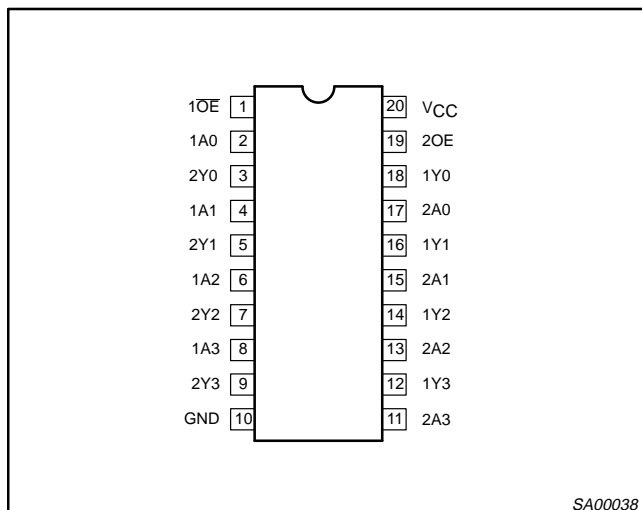 1O̅E̅ 1 20 VCC
1A0 2 19 2OE
2Y0 3 18 1Y0
1A1 4 17 2A0
2Y1 5 16 1Y1
1A2 6 15 2A1
2Y2 7 14 1Y2
1A3 8 13 2A2
2Y3 9 12 1Y3
GND 10 11 2A3
SA00038